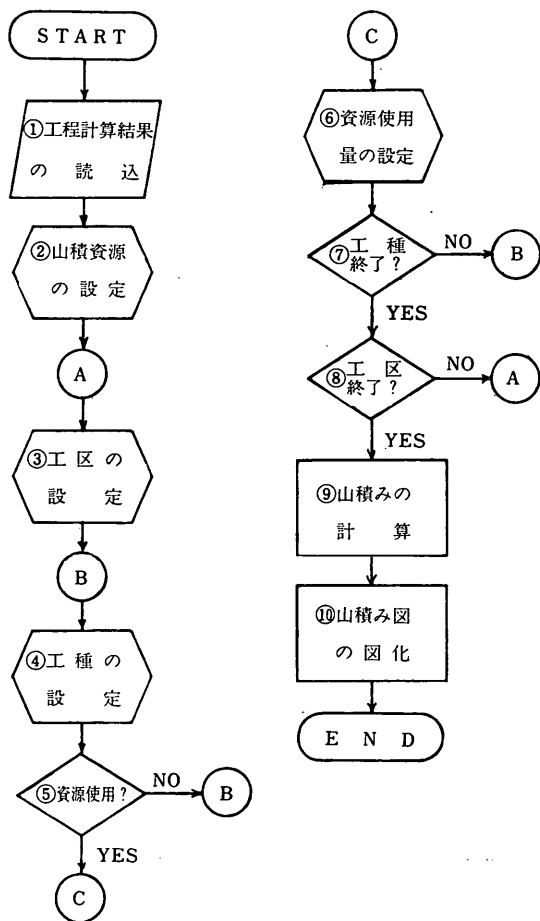 START
①工程計算結果
の読込
②山積資源
の設定
A
③工区の
設定
B
④工種の
設定
⑤資源使用?
NO
B
YES
C
C
⑥資源使用
量の設定
⑦工種
終了?
NO
B
YES
⑧工区
終了?
NO
A
YES
⑨山積みの
計算
⑩山積み図
の図化
END